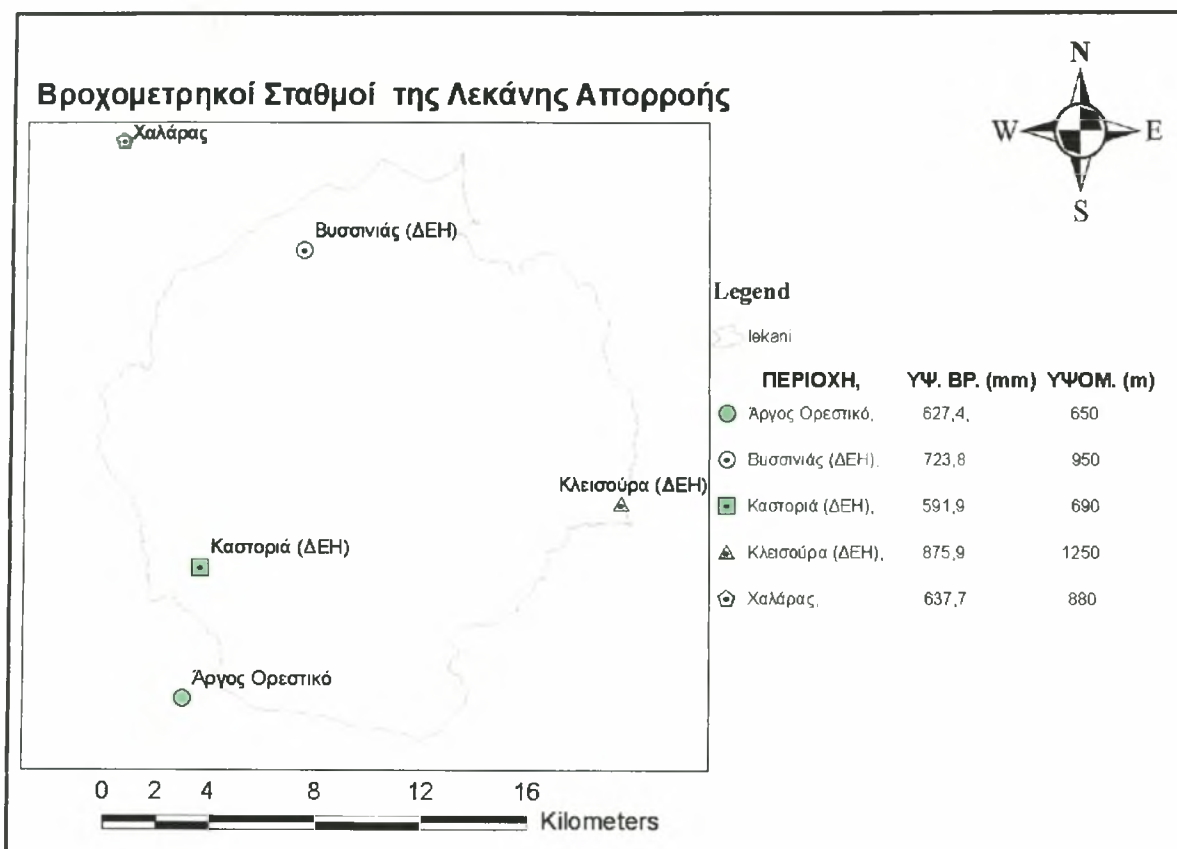 Βροχομετρηκοί Σταθμοί της Λεκάνης Απορροής
N
W E
S
Χαλάρας
Βυσσινιάς (ΔΕΗ)
Κλεισούρα (ΔΕΗ)
Καστοριά (ΔΕΗ)
Άργος Ορεστικό
Legend
lekani
ΠΕΡΙΟΧΗ, ΥΨ. ΒΡ. (mm) ΥΨΟΜ. (m)
Άργος Ορεστικό, 627,4, 650
Βυσσινιάς (ΔΕΗ), 723,8 950
Καστοριά (ΔΕΗ), 591,9 690
Κλεισούρα (ΔΕΗ), 875,9 1250
Χαλάρας, 637,7 880
0 2 4 8 12 16
Kilometers